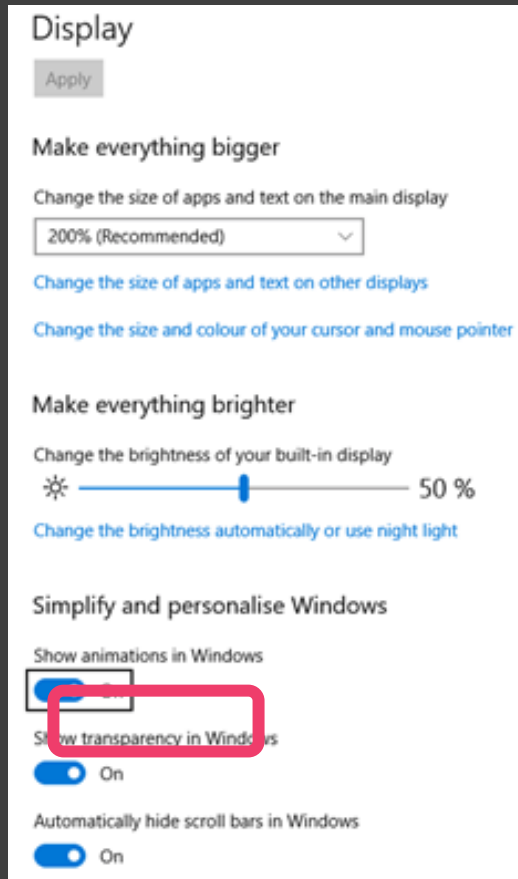 Display
Apply
Make everything bigger
Change the size of apps and text on the main display
200% (Recommended)
Change the size of apps and text on other displays
Change the size and colour of your cursor and mouse pointer
Make everything brighter
Change the brightness of your built-in display
50 %
Change the brightness automatically or use night light
Simplify and personalise Windows
Show animations in Windows
On
Show transparency in Windows
On
Automatically hide scroll bars in Windows
On